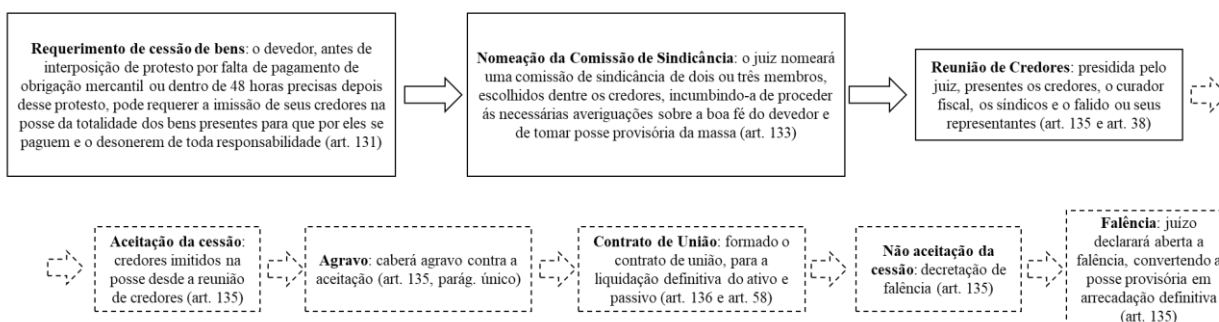 Requerimento de cessão de bens: o devedor, antes de
interposição de protesto por falta de pagamento de
obrigação mercantil ou dentro de 48 horas precisas depois
desse protesto, pode requerer a imissão de seus credores na
posse da totalidade dos bens presentes para que por eles se
paguem e o desonerem de toda responsabilidade (art. 131)
Nomeação da Comissão de Sindicância: o juiz nomeará
uma comissão de sindicância de dois ou três membros,
escolhidos dentre os credores, incumbindo-a de proceder
ás necessárias averiguações sobre a boa fé do devedor e
de tomar posse provisória da massa (art. 133)
Reunião de Credores: presidida pelo
juiz, presentes os credores, o curador
fiscal, os síndicos e o falido ou seus
representantes (art. 135 e art. 38)
Aceitação da cessão:
credores imitidos na
posse desde a reunião
de credores (art. 135)
Agravo: caberá agravo contra a
aceitação (art. 135, parág. único)
Contrato de União: formado o
contrato de união, para a
liquidação definitiva do ativo e
passivo (art. 136 e art. 58)
Não aceitação da
cessão: decretação de
falência (art. 135)
Falência: juízo
declarará aberta a
falência, convertendo a
posse provisória em
arrecadação definitiva
(art. 135)